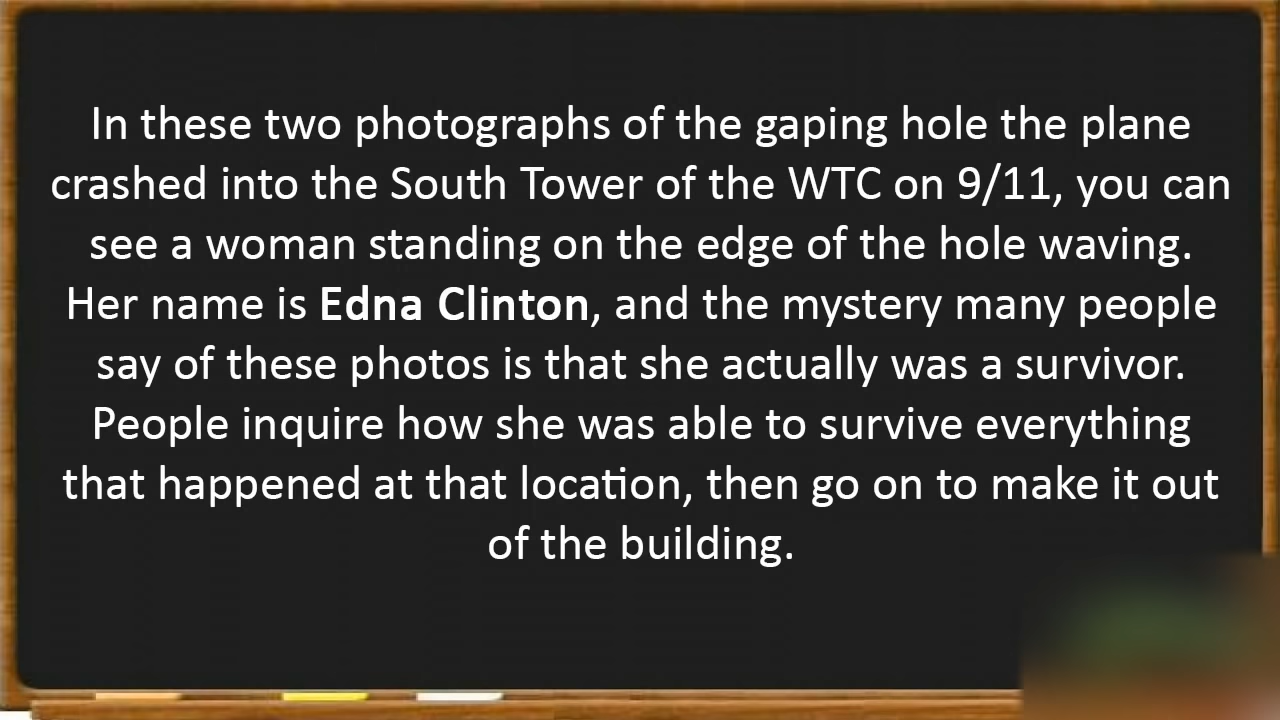 In these two photographs of the gaping hole the plane
crashed into the South Tower of the WTC on 9/11, you can
see a woman standing on the edge of the hole waving.
Her name is Edna Clinton, and the mystery many people
say of these photos is that she actually was a survivor.
People inquire how she was able to survive everything
that happened at that location, then go on to make it out
of the building.